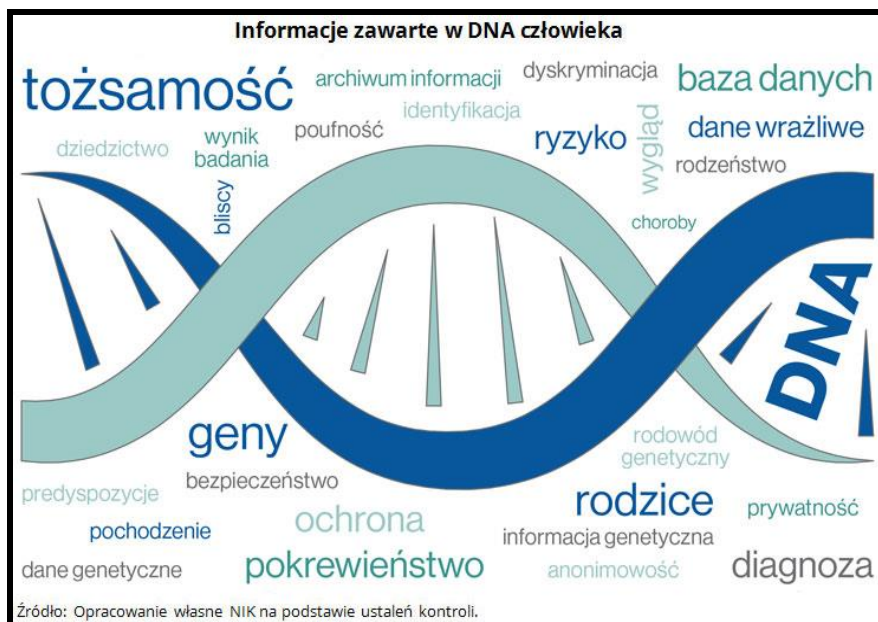 Informacje zawarte w DNA człowieka
tożsamość
archiwum informacji
dyskryminacja
baza danych
dziedzictwo
wynik
badania
poufność
identyfikacja
ryzyko
wygląd
dane wrażliwe
rodzeństwo
bliscy
choroby
DNA
geny
rodowód
genetyczny
predyspozycje
bezpieczeństwo
rodzice
prywatność
pochodzenie
ochrona
informacja genetyczna
dane genetyczne
pokrewieństwo
anonimowość
diagnoza
Źródło: Opracowanie własne NIK na podstawie ustaleń kontroli.